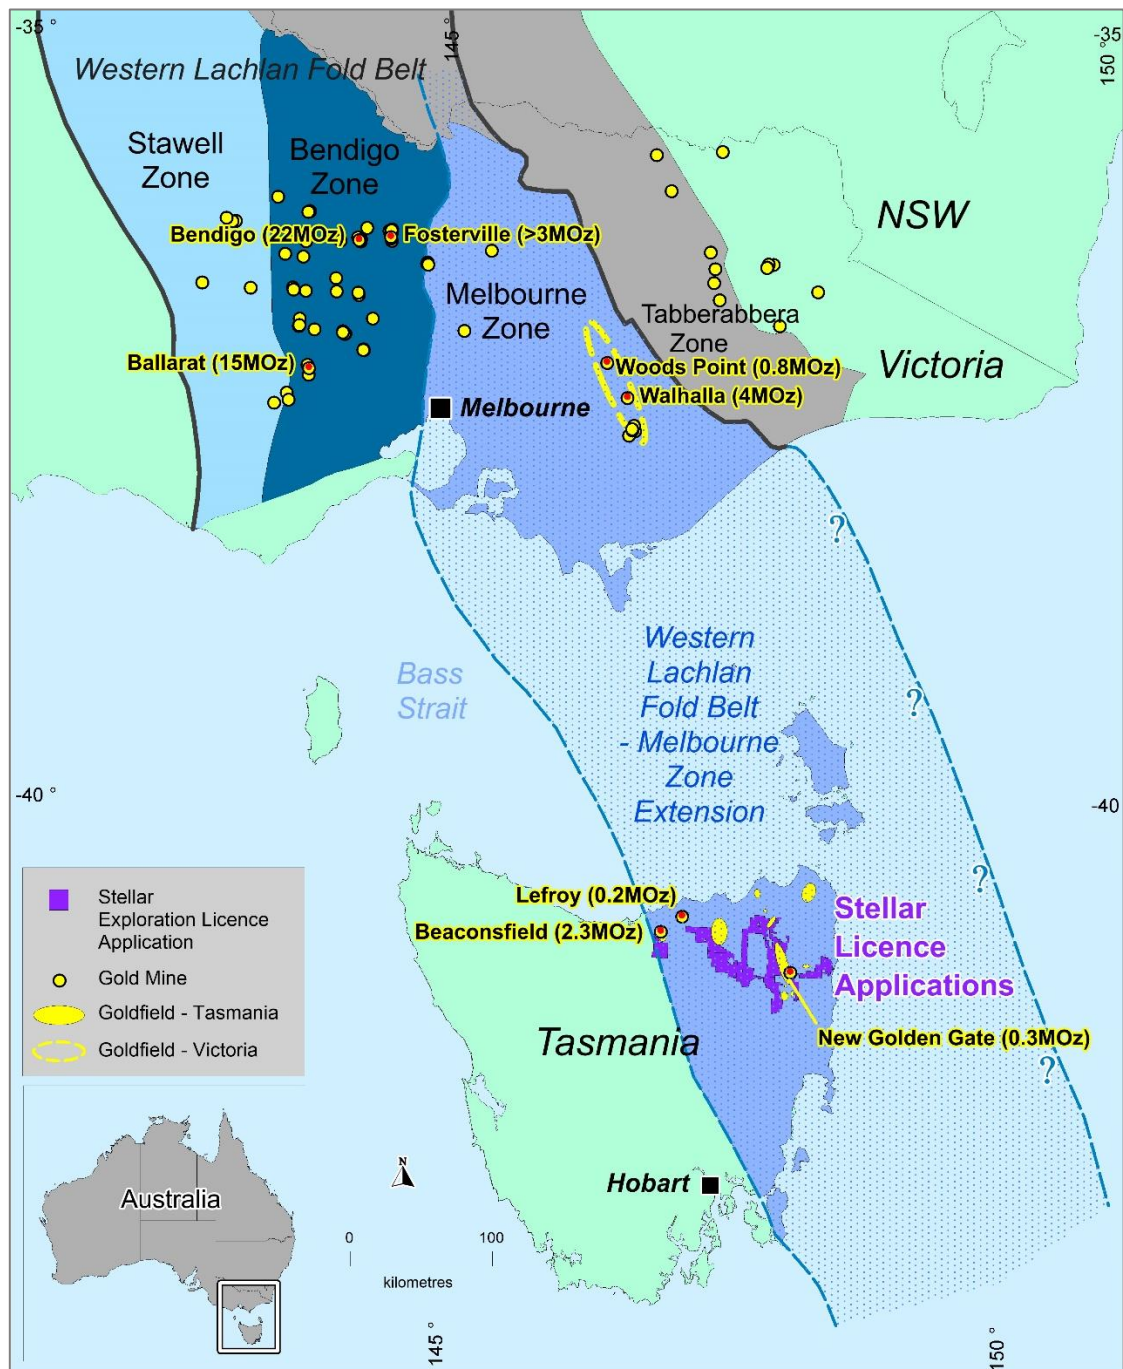 -35 °
145 °
-35
150 °
Western Lachlan Fold Belt
Stawell
Zone
Bendigo
Zone
NSW
Bendigo (22MOz)
Fosterville (>3MOz)
Melbourne
Zone
Tabberabbera
Zone
Victoria
Ballarat (15MOz)
Woods Point (0.8MOz)
Walhalla (4MOz)
Melbourne
?
Bass
Strait
Western
Lachlan
Fold Belt
- Melbourne
Zone
Extension
?
-40 °
-40
?
Stellar
Exploration Licence
Application
Gold Mine
Goldfield - Tasmania
Goldfield - Victoria
Lefroy (0.2MOz)
Beaconsfield (2.3MOz)
Stellar
Licence
Applications
Tasmania
New Golden Gate (0.3MOz)
?
Australia
N
Hobart
0 100
kilometres
145 °
150 °